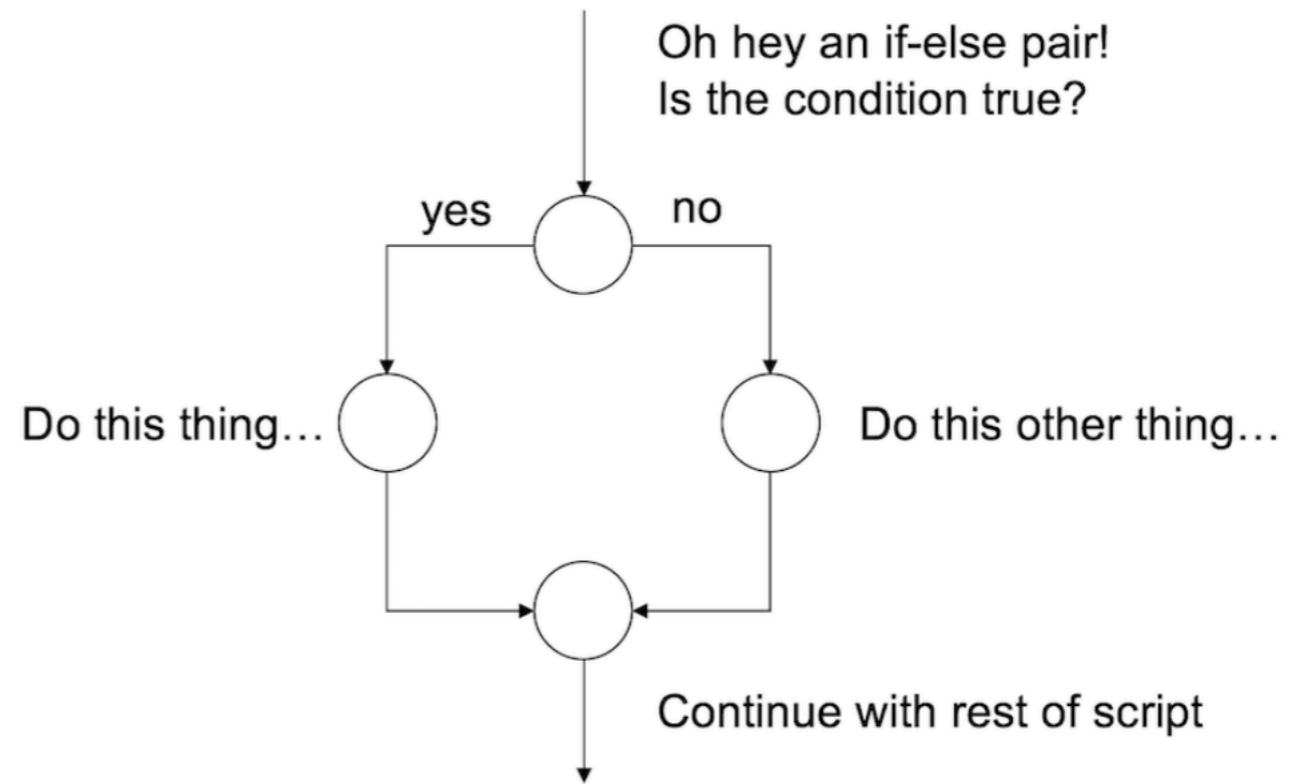 Oh hey an if-else pair!
Is the condition true?
yes
no
Do this thing…
Do this other thing…
Continue with rest of script